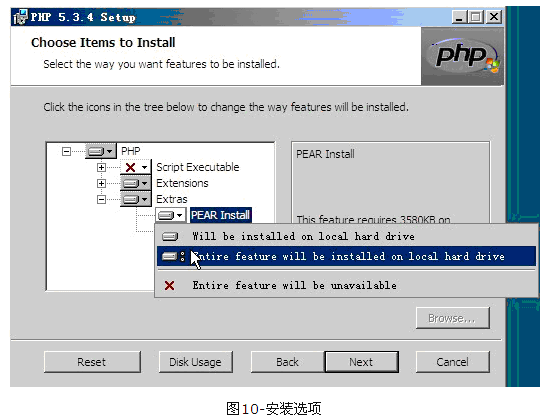 PHP 5.3.4 Setup
Choose Items to Install
Select the way you want features to be installed.
php
Click the icons in the tree below to change the way features will be installed.
PHP
Script Executable
Extensions
Extras
PEAR Install
PEAR Install
This feature requires 3580KB on
Will be installed on local hard drive
Entire feature will be installed on local hard drive
Entire feature will be unavailable
Browse...
Reset
Disk Usage
Back
Next
Cancel
图10-安装选项